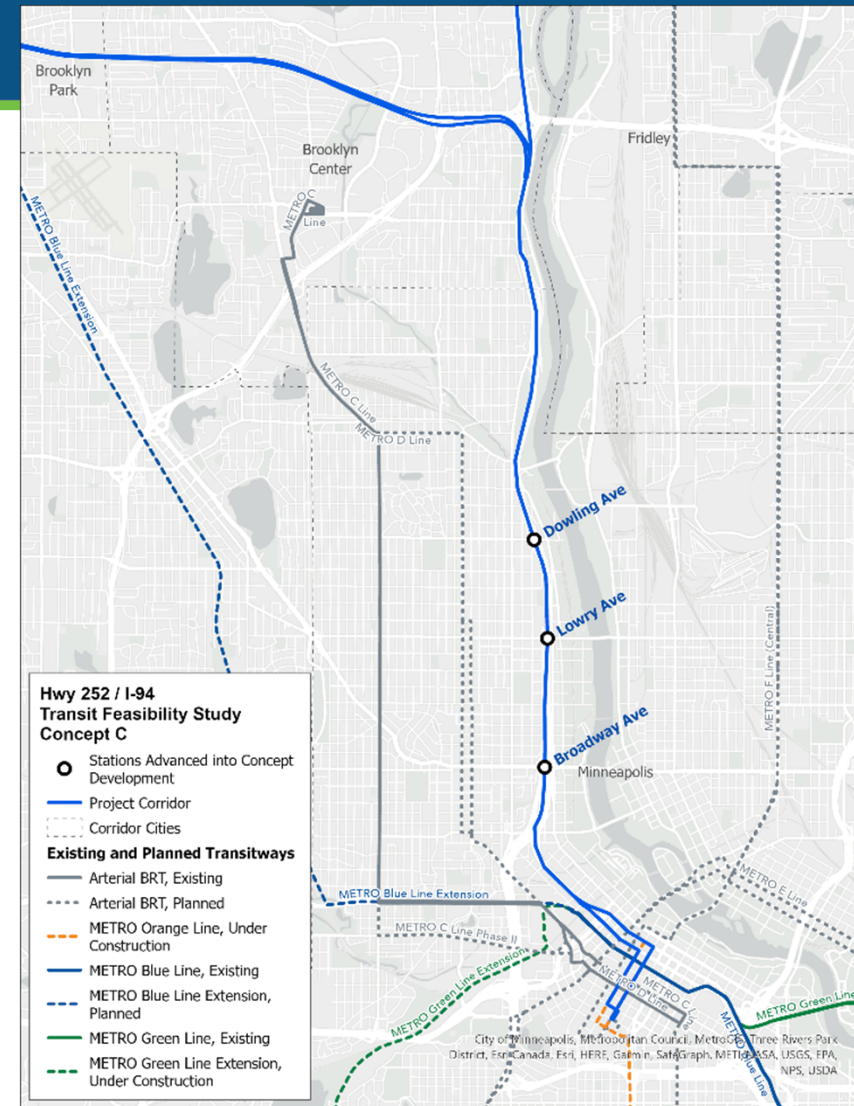 Brooklyn
Park
Brooklyn
Center
Fridley
METRO C
Line
METRO Blue Line Extension
METRO C Line
METRO D Line
Dowling Ave
Lowry Ave
METRO F Line (Central)
Broadway Ave
Minneapolis
Hwy 252 / I-94
Transit Feasibility Study
Concept C
Stations Advanced into Concept
Development
Project Corridor
Corridor Cities
Existing and Planned Transitways
Arterial BRT, Existing
Arterial BRT, Planned
METRO Orange Line, Under
Construction
METRO Blue Line, Existing
METRO Blue Line Extension,
Planned
METRO Green Line, Existing
METRO Green Line Extension,
Under Construction
METRO Blue Line Extension
METRO E Line
METRO C Line Phase II
METRO Green Line Extension
METRO D Line
METRO C Line
METRO Green Line
METRO Blue Line
City of Minneapolis, Metropolitan Council, MetroGIS, Three Rivers Park
District, Esri Canada, Esri, HERE, Garmin, SafeGraph, METI/NASA, USGS, EPA,
NPS, USDA